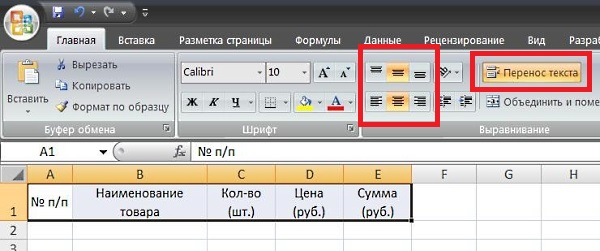 Главная Вставка Разметка страницы Формулы Данные Рецензирование Вид Разраб
Вставить
Вырезать
Копировать
Формат по образцу
Буфер обмена
Calibri 10 A A
Ж К Ч А
Шрифт
Перенос текста
Объединить и поме
Выравнивание
A1 fx № п/п
A B C D E F G H
1 № п/п Наименование товара Кол-во (шт.) Цена (руб.) Сумма (руб.)
2
3